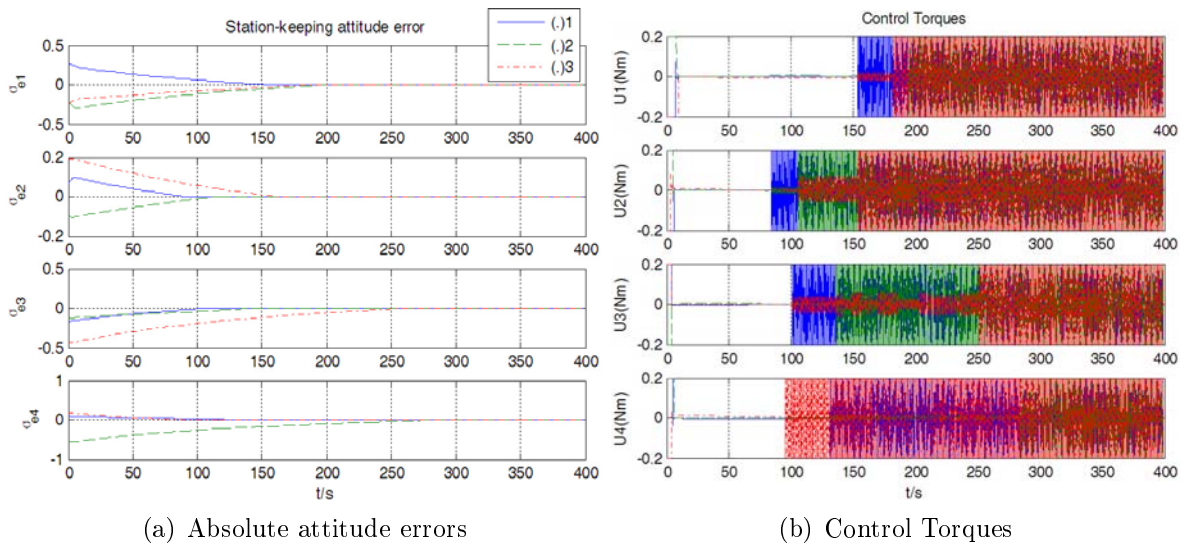 Station-keeping attitude error
(.)1
(.)2
(.)3
0.5
0
-0.5
σe1
0 50 100 150 200 250 300 350 400
0.2
0
-0.2
σe2
0 50 100 150 200 250 300 350 400
0.5
0
-0.5
σe3
0 50 100 150 200 250 300 350 400
1
0
-1
σe4
0 50 100 150 200 250 300 350 400
t/s
(a) Absolute attitude errors
Control Torques
0.2
0
-0.2
U1(Nm)
0 50 100 150 200 250 300 350 400
0.2
0
-0.2
U2(Nm)
0 50 100 150 200 250 300 350 400
0.2
0
-0.2
U3(Nm)
0 50 100 150 200 250 300 350 400
0.2
0
-0.2
U4(Nm)
0 50 100 150 200 250 300 350 400
t/s
(b) Control Torques